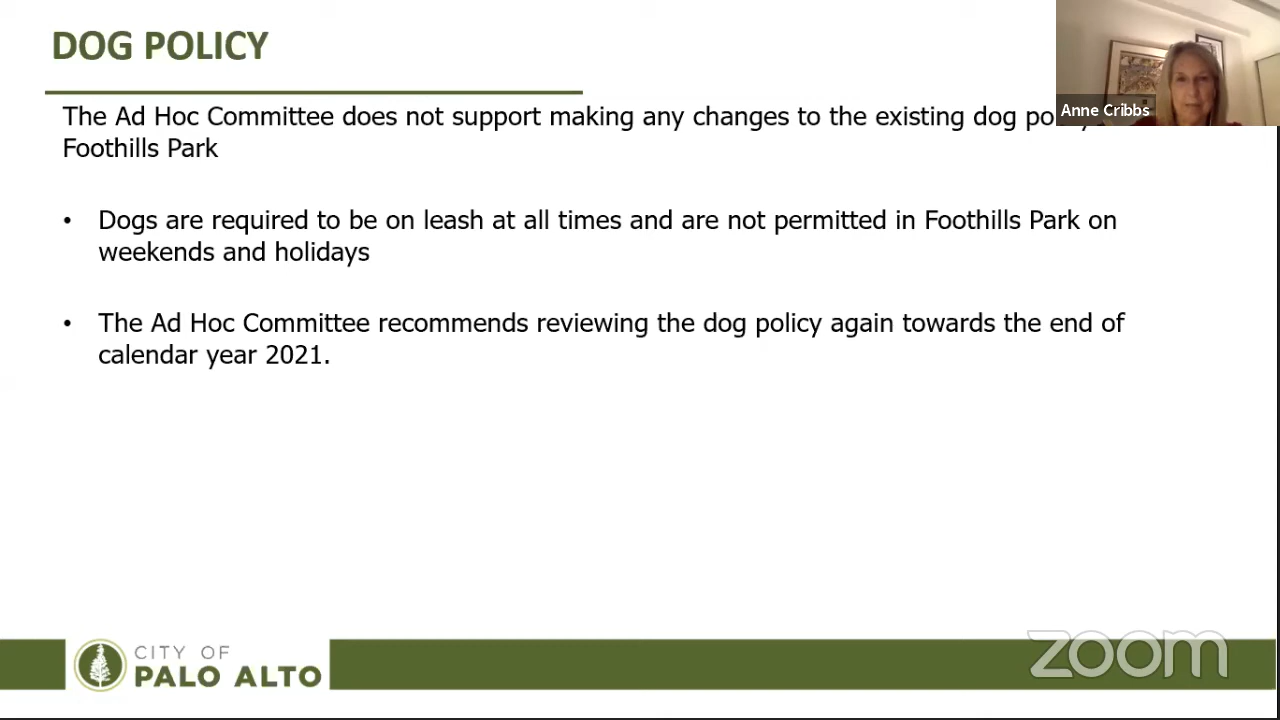 DOG POLICY
The Ad Hoc Committee does not support making any changes to the existing dog
Foothills Park
• Dogs are required to be on leash at all times and are not permitted in Foothills Park on
weekends and holidays
• The Ad Hoc Committee recommends reviewing the dog policy again towards the end of
calendar year 2021.
Anne Cribbs
CITY OF
PALO ALTO
zoom